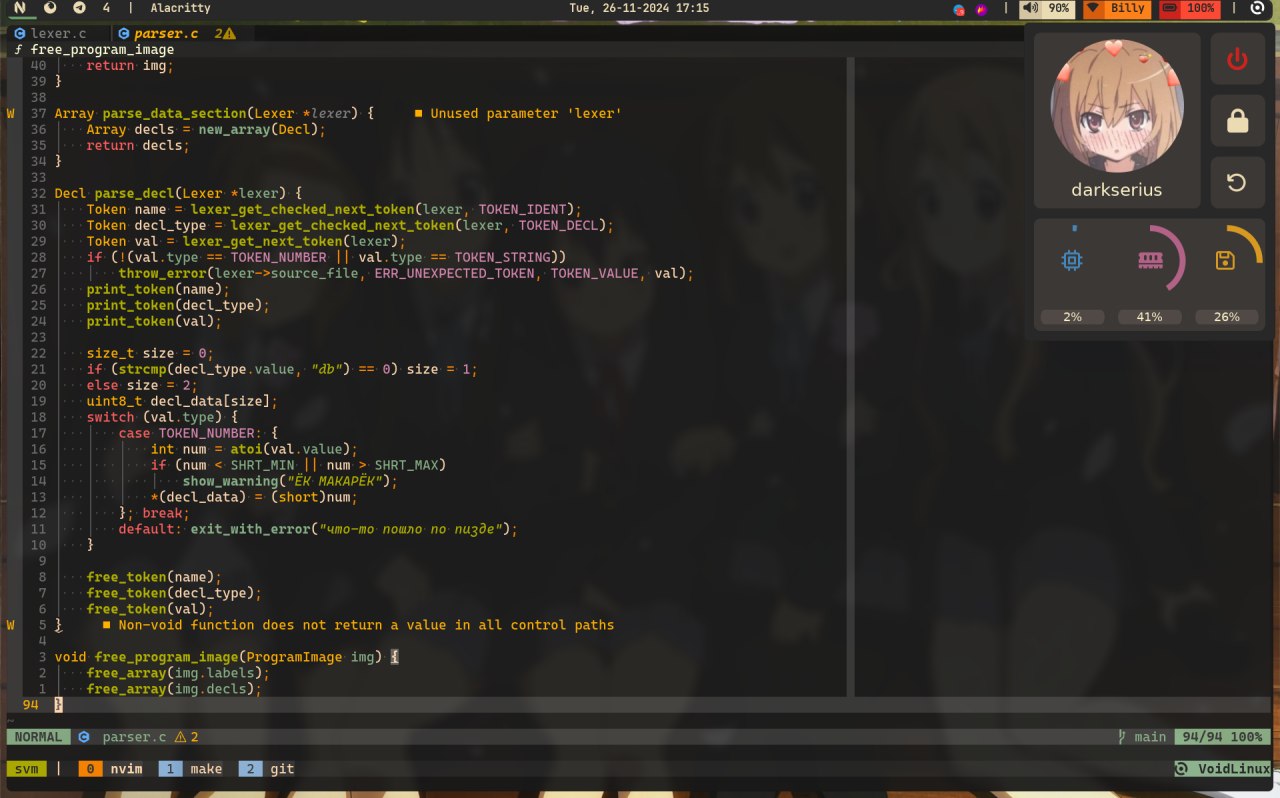 4 | Alacritty Tue, 26-11-2024 17:15 | 90% Billy 100% |
lexer.c parser.c 2
f free_program_image
40 return img;
39 }
38
W 37 Array parse_data_section(Lexer *lexer) { ■ Unused parameter 'lexer'
36 Array decls = new_array(Decl);
35 return decls;
34 }
33
32 Decl parse_decl(Lexer *lexer) {
31 Token name = lexer_get_checked_next_token(lexer, TOKEN_IDENT);
30 Token decl_type = lexer_get_checked_next_token(lexer, TOKEN_DECL);
29 Token val = lexer_get_next_token(lexer);
28 if (!(val.type == TOKEN_NUMBER || val.type == TOKEN_STRING))
27 throw_error(lexer->source_file, ERR_UNEXPECTED_TOKEN, TOKEN_VALUE, val);
26 print_token(name);
25 print_token(decl_type);
24 print_token(val);
23
22 size_t size = 0;
21 if (strcmp(decl_type.value, "db") == 0) size = 1;
20 else size = 2;
19 uint8_t decl_data[size];
18 switch (val.type) {
17 case TOKEN_NUMBER: {
16 int num = atoi(val.value);
15 if (num < SHRT_MIN || num > SHRT_MAX)
14 show_warning("ЁК МАКАРЁК");
13 *(decl_data) = (short)num;
12 }; break;
11 default: exit_with_error("что-то пошло по пизде");
10 }
9
8 free_token(name);
7 free_token(decl_type);
6 free_token(val);
W 5 } ■ Non-void function does not return a value in all control paths
4
3 void free_program_image(ProgramImage img) {
2 free_array(img.labels);
1 free_array(img.decls);
94 }
~
NORMAL parser.c 2 main 94/94 100%
svm | 0 nvim 1 make 2 git VoidLinux
darkserius
2% 41% 26%